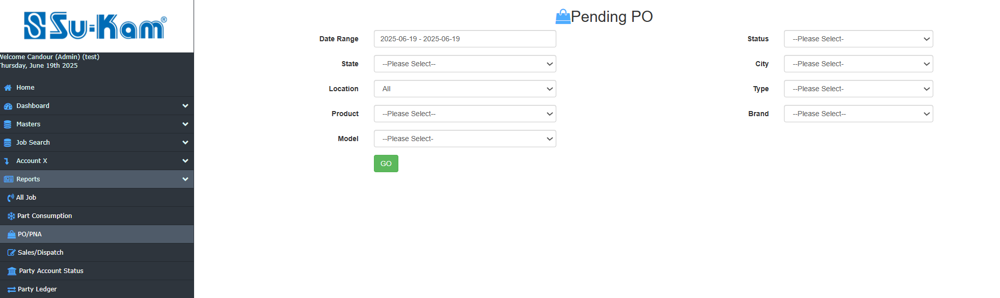 Su-Kam®
Welcome Candour (Admin) (test)
Thursday, June 19th 2025
Home
Dashboard
Masters
Job Search
Account X
Reports
All Job
Part Consumption
PO/PNA
Sales/Dispatch
Party Account Status
Party Ledger
Pending PO
Date Range 2025-06-19 - 2025-06-19 Status --Please Select-
State --Please Select-- City --Please Select-
Location All Type --Please Select-
Product --Please Select-- Brand --Please Select--
Model --Please Select-
GO